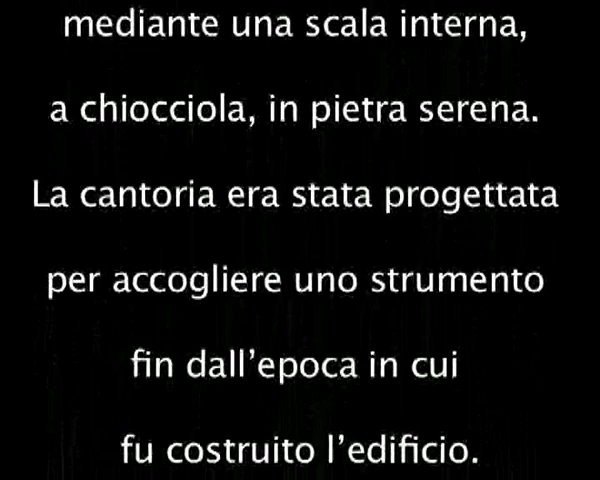 mediante una scala interna,
a chiocciola, in pietra serena.
La cantoria era stata progettata
per accogliere uno strumento
fin dall’epoca in cui
fu costruito l’edificio.